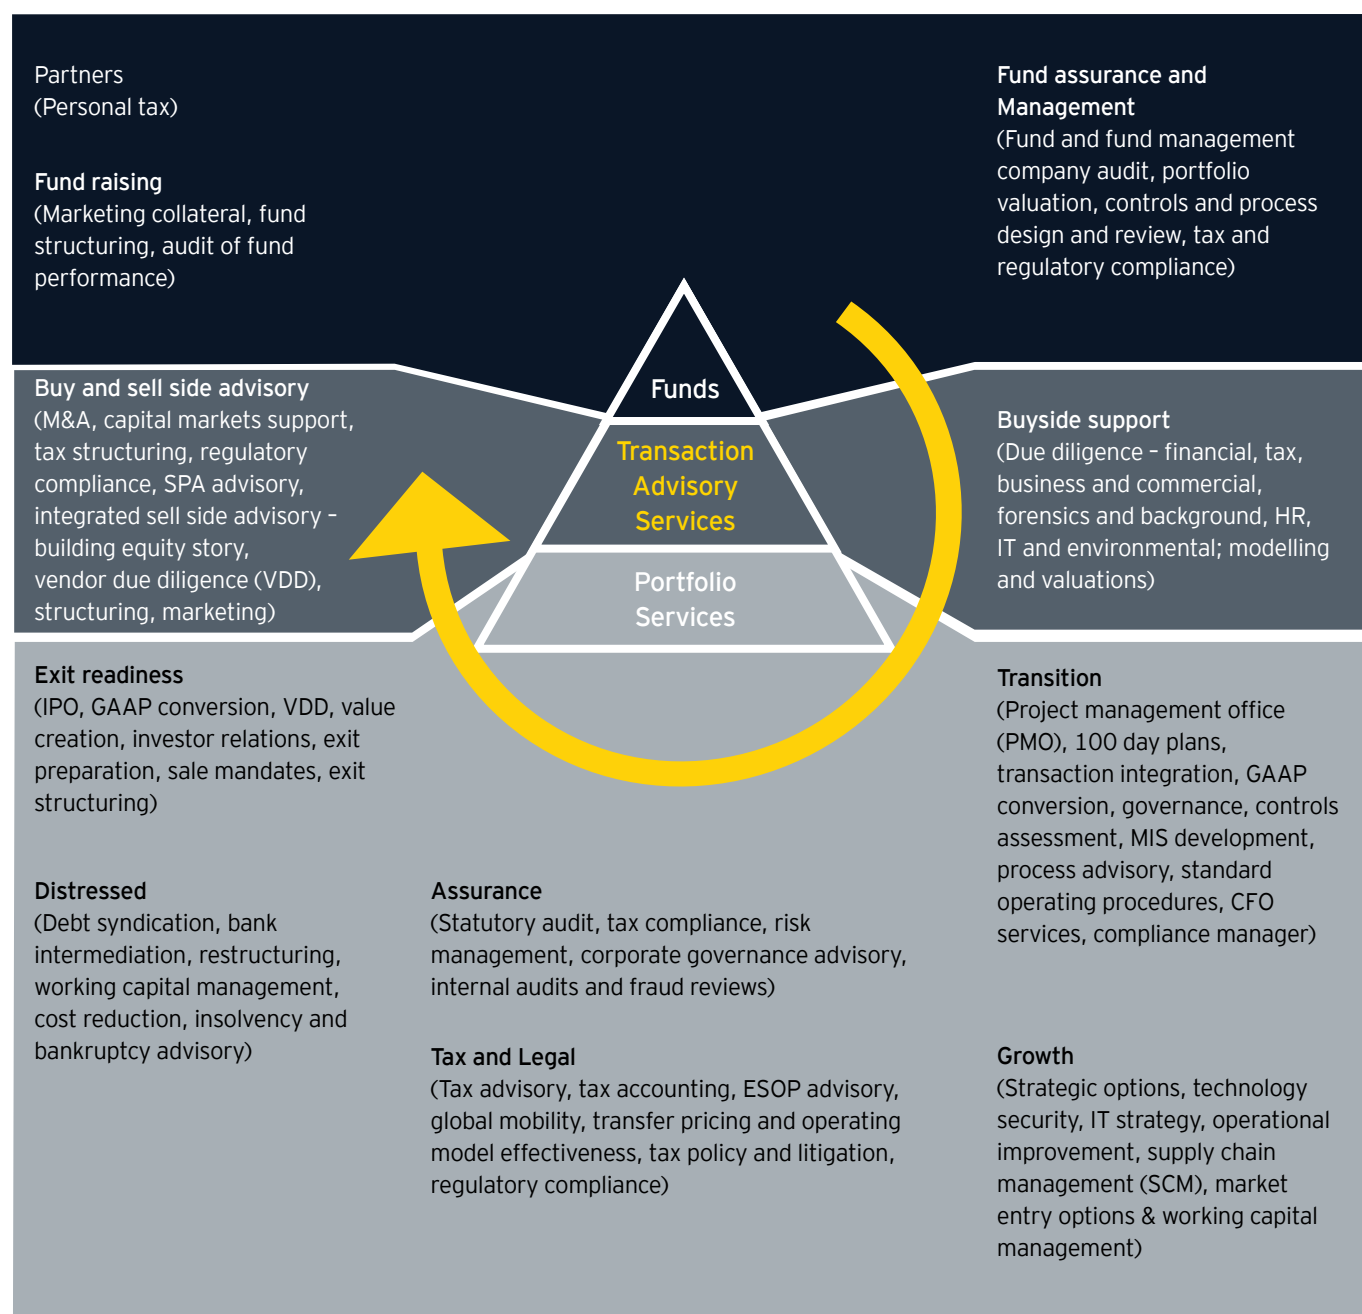 Partners
(Personal tax)
Fund raising
(Marketing collateral, fund
structuring, audit of fund
performance)
Fund assurance and
Management
(Fund and fund management
company audit, portfolio
valuation, controls and process
design and review, tax and
regulatory compliance)
Funds
Transaction
Advisory
Services
Portfolio
Services
Buy and sell side advisory
(M&A, capital markets support,
tax structuring, regulatory
compliance, SPA advisory,
integrated sell side advisory –
building equity story,
vendor due diligence (VDD),
structuring, marketing)
Buyside support
(Due diligence – financial, tax,
business and commercial,
forensics and background, HR,
IT and environmental; modelling
and valuations)
Exit readiness
(IPO, GAAP conversion, VDD, value
creation, investor relations, exit
preparation, sale mandates, exit
structuring)
Transition
(Project management office
(PMO), 100 day plans,
transaction integration, GAAP
conversion, governance, controls
assessment, MIS development,
process advisory, standard
operating procedures, CFO
services, compliance manager)
Distressed
(Debt syndication, bank
intermediation, restructuring,
working capital management,
cost reduction, insolvency and
bankruptcy advisory)
Assurance
(Statutory audit, tax compliance, risk
management, corporate governance advisory,
internal audits and fraud reviews)
Tax and Legal
(Tax advisory, tax accounting, ESOP advisory,
global mobility, transfer pricing and operating
model effectiveness, tax policy and litigation,
regulatory compliance)
Growth
(Strategic options, technology
security, IT strategy, operational
improvement, supply chain
management (SCM), market
entry options & working capital
management)